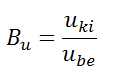 B_u = u_ki / u_be